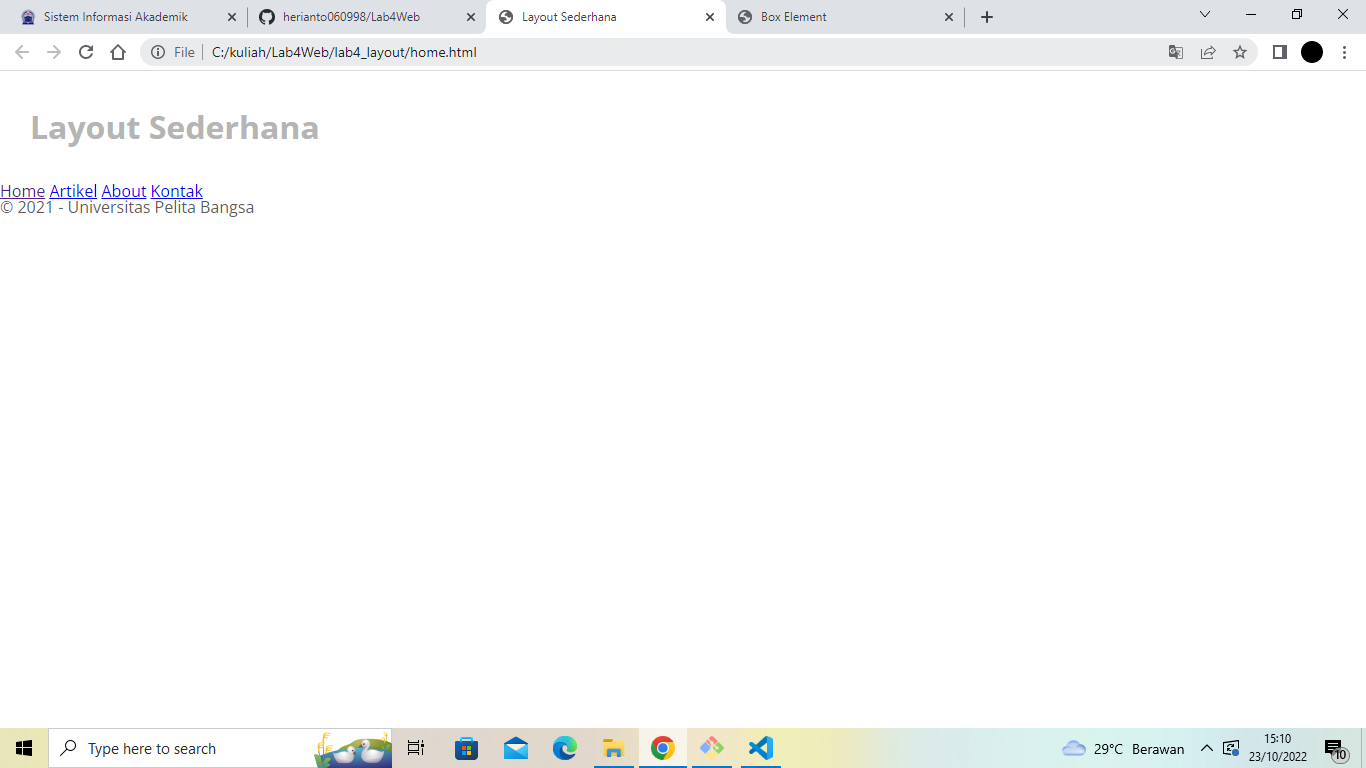 Sistem Informasi Akademik
herianto060998/Lab4Web
Layout Sederhana
Box Element
File
C:/kuliah/Lab4Web/lab4_layout/home.html
Layout Sederhana
Home Artikel About Kontak
© 2021 - Universitas Pelita Bangsa
Type here to search
29°C Berawan
15:10
23/10/2022
10